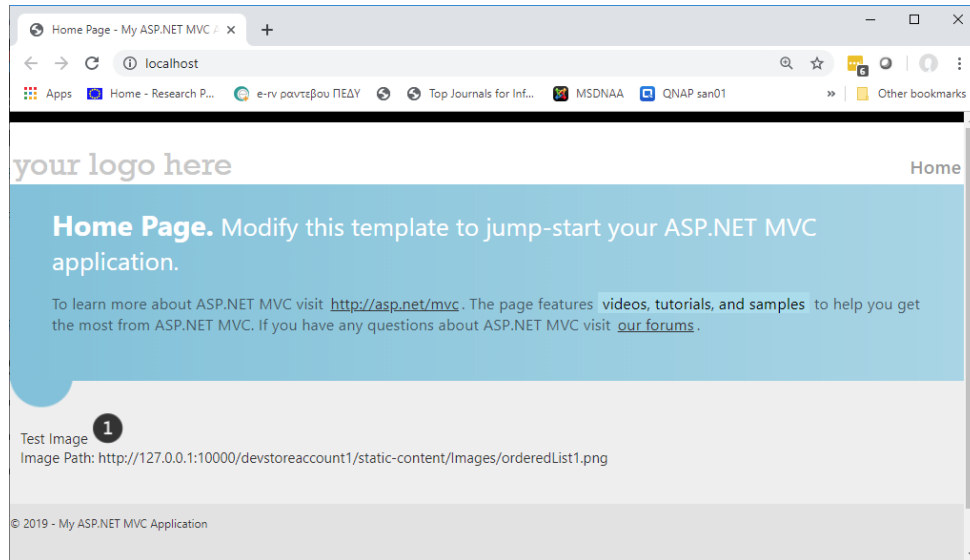 Home Page - My ASP.NET MVC A
localhost
6
Apps Home - Research P... e-rv ραντεβου ΠΕΔΥ Top Journals for Inf... MSDNAA QNAP san01 » Other bookmarks
your logo here Home
Home Page. Modify this template to jump-start your ASP.NET MVC
application.
To learn more about ASP.NET MVC visit http://asp.net/mvc. The page features videos, tutorials, and samples to help you get
the most from ASP.NET MVC. If you have any questions about ASP.NET MVC visit our forums.
Test Image 1
Image Path: http://127.0.0.1:10000/devstoreaccount1/static-content/Images/orderedList1.png
© 2019 - My ASP.NET MVC Application